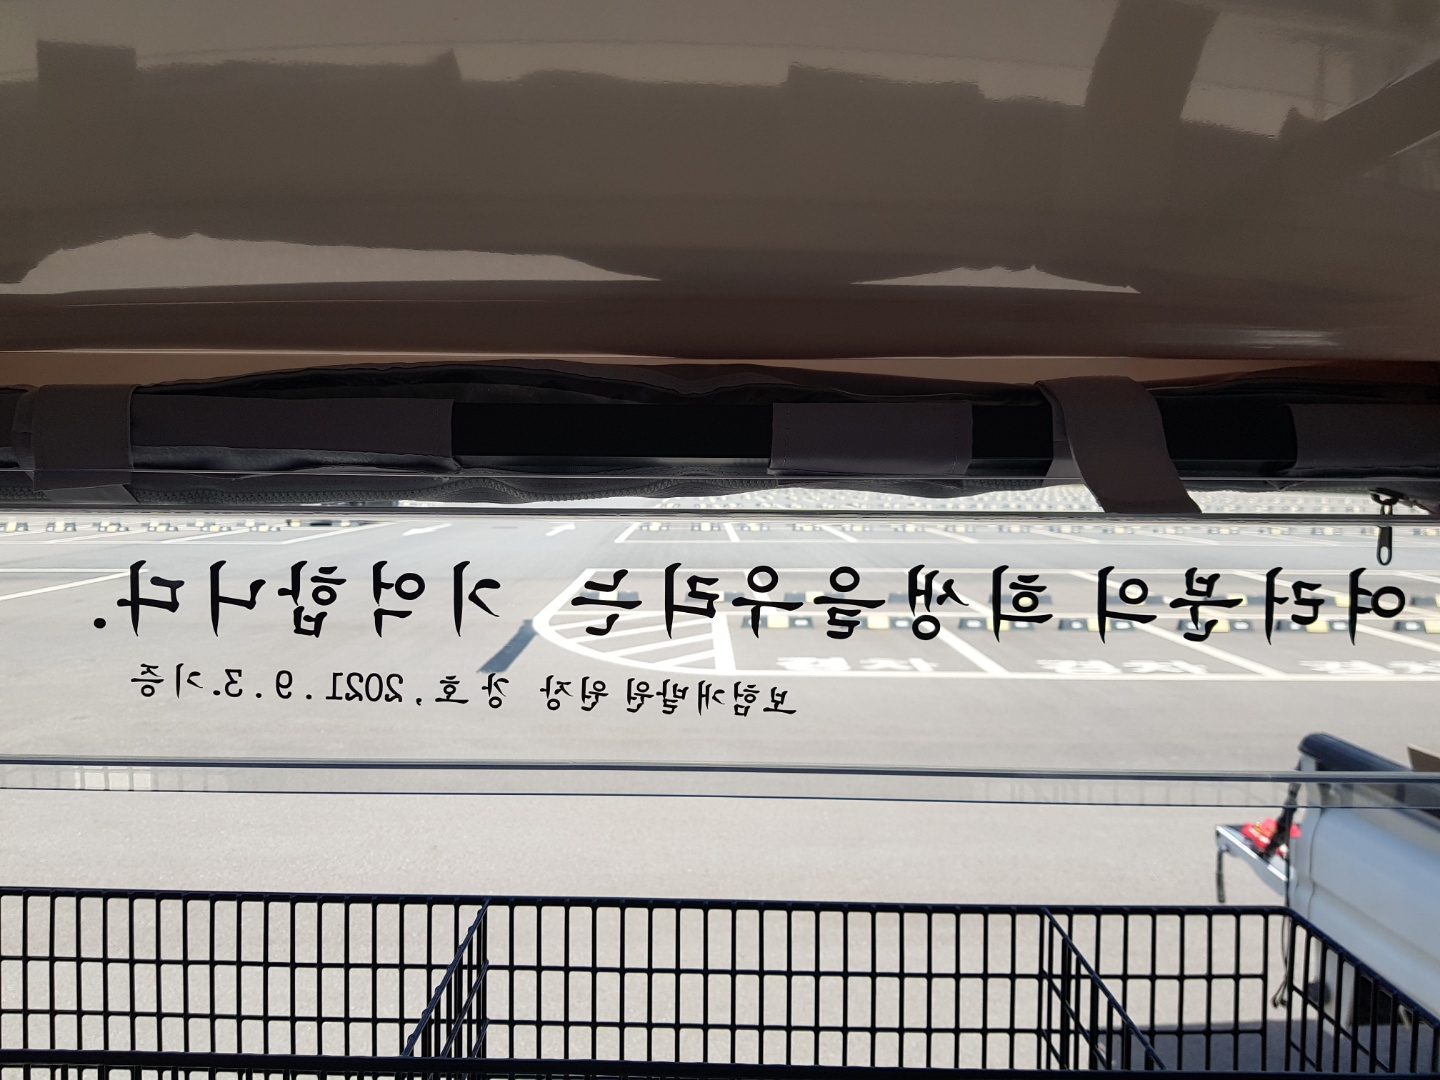 여러분의 희생을 우리는 기억합니다.
보험개발원 원장 강 호, 2021. 9. 3. 기증